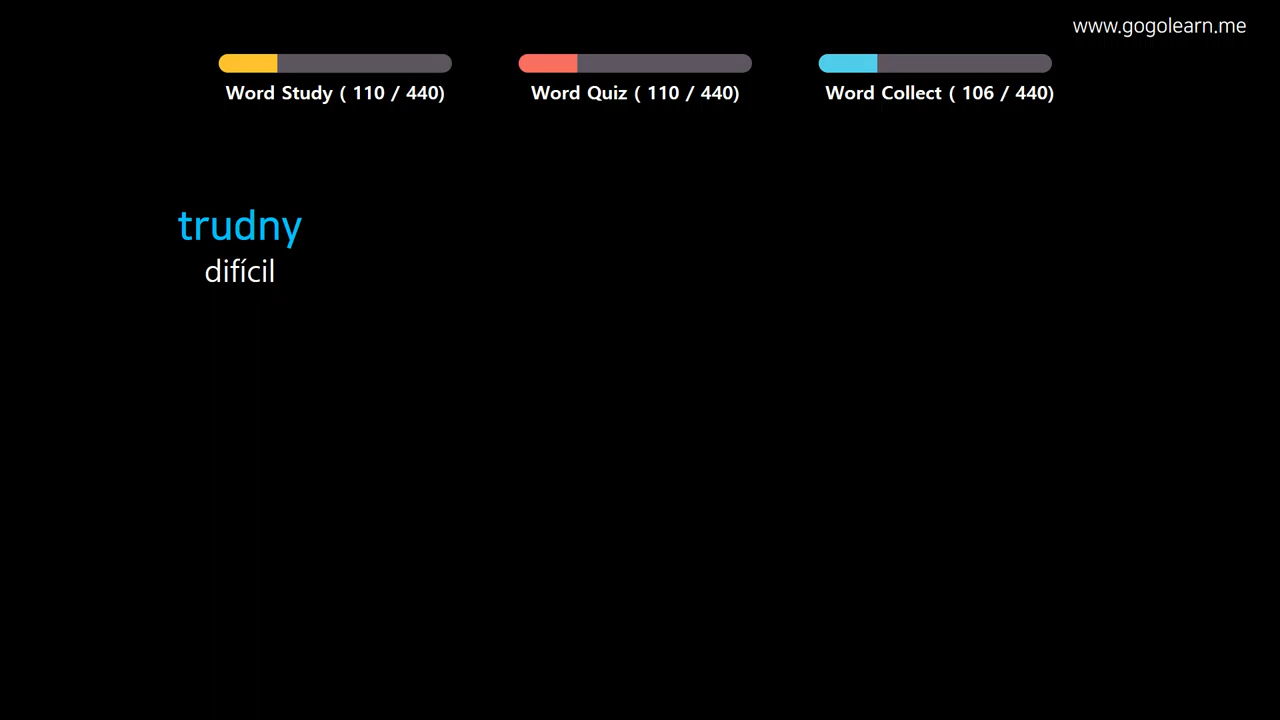 www.gogolearn.me
Word Study ( 110 / 440)
Word Quiz ( 110 / 440)
Word Collect ( 106 / 440)
trudny
difícil